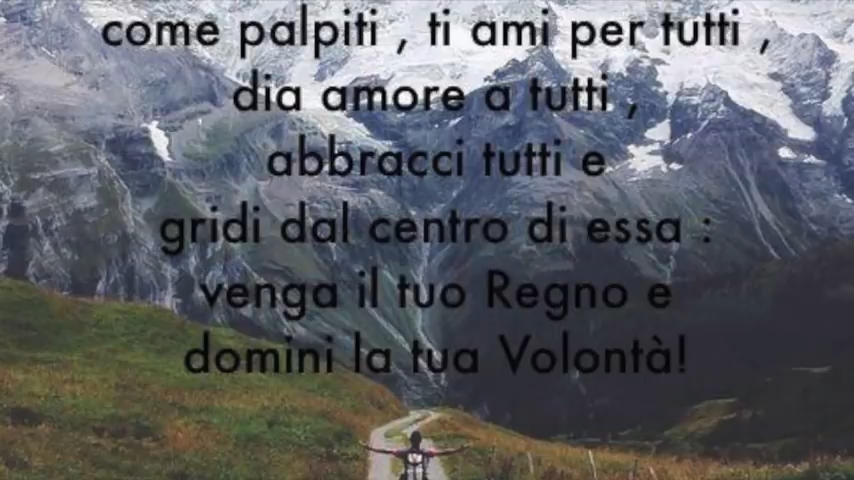 come palpiti , ti ami per tutti ,
dia amore a tutti ,
abbracci tutti e
gridi dal centro di essa :
venga il tuo Regno e
domini la tua Volontà!